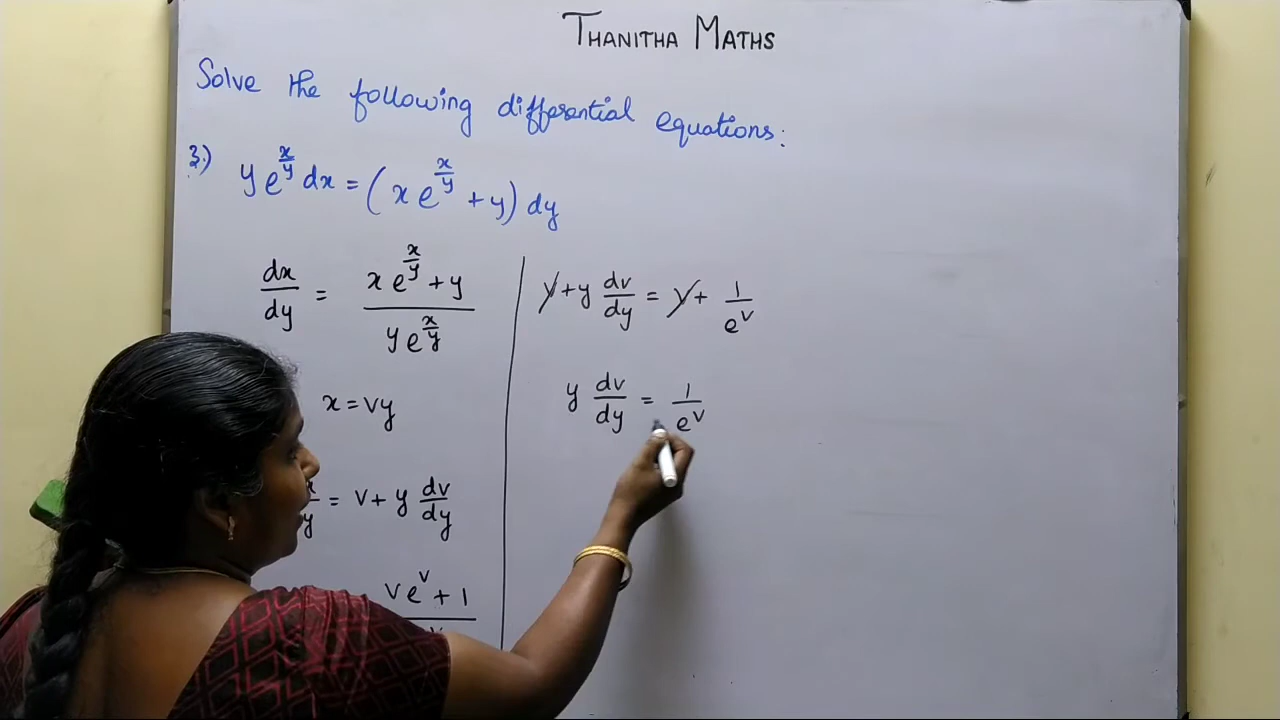 THANITHA MATHS
Solve the following differential equations:
3.) y e^(x/y) dx = (x e^(x/y) + y) dy
dx/dy = (x e^(x/y) + y)/(y e^(x/y))
x = vy
= v + y dv/dy
v e^v + 1
v + y dv/dy = v + 1/e^v
y dv/dy = 1/e^v